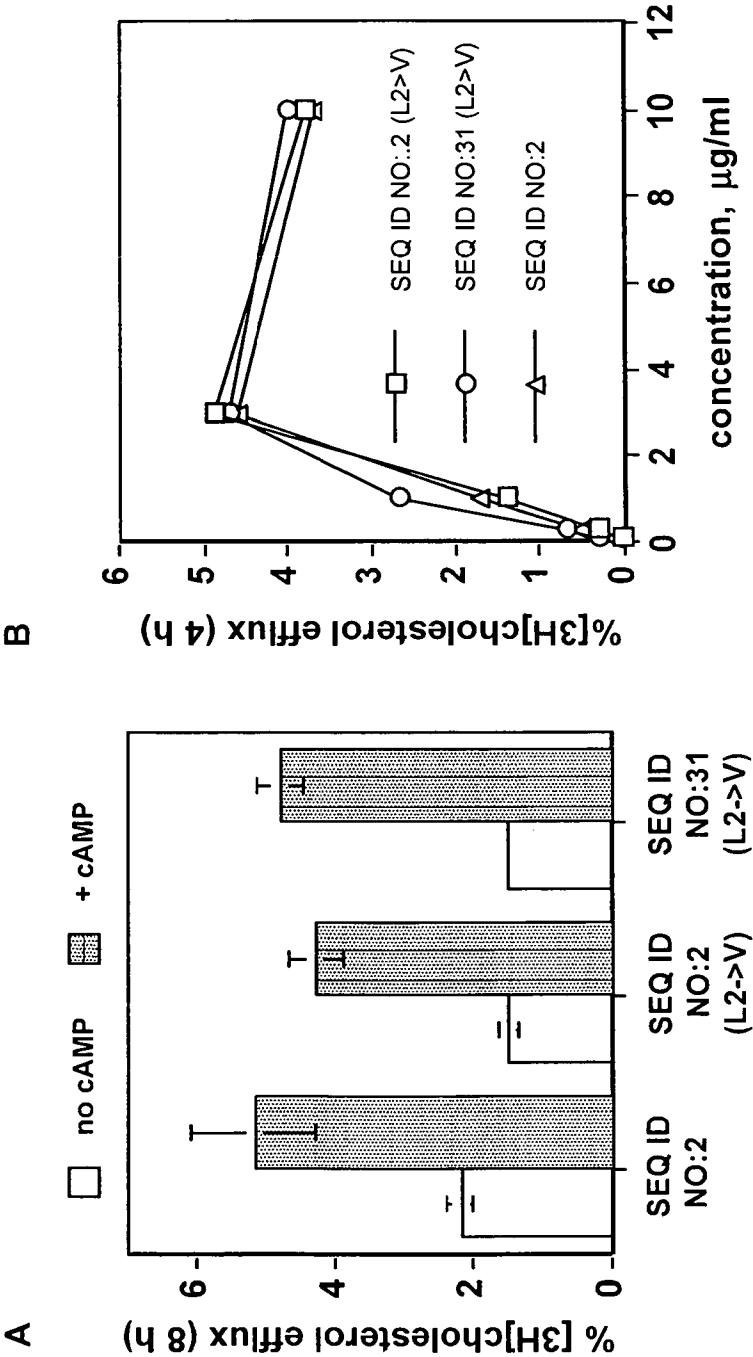 A
no cAMP
+ cAMP
% [3H]cholesterol efflux (8 h)
6
4
2
0
SEQ ID
NO:2
SEQ ID
NO:2
(L2->V)
SEQ ID
NO:31
(L2->V)
B
%[3H]cholesterol efflux (4 h)
6
5
4
3
2
1
0
0
2
4
6
8
10
12
SEQ ID NO:.2 (L2>V)
SEQ ID NO:31 (L2>V)
SEQ ID NO:2
concentration, µg/ml